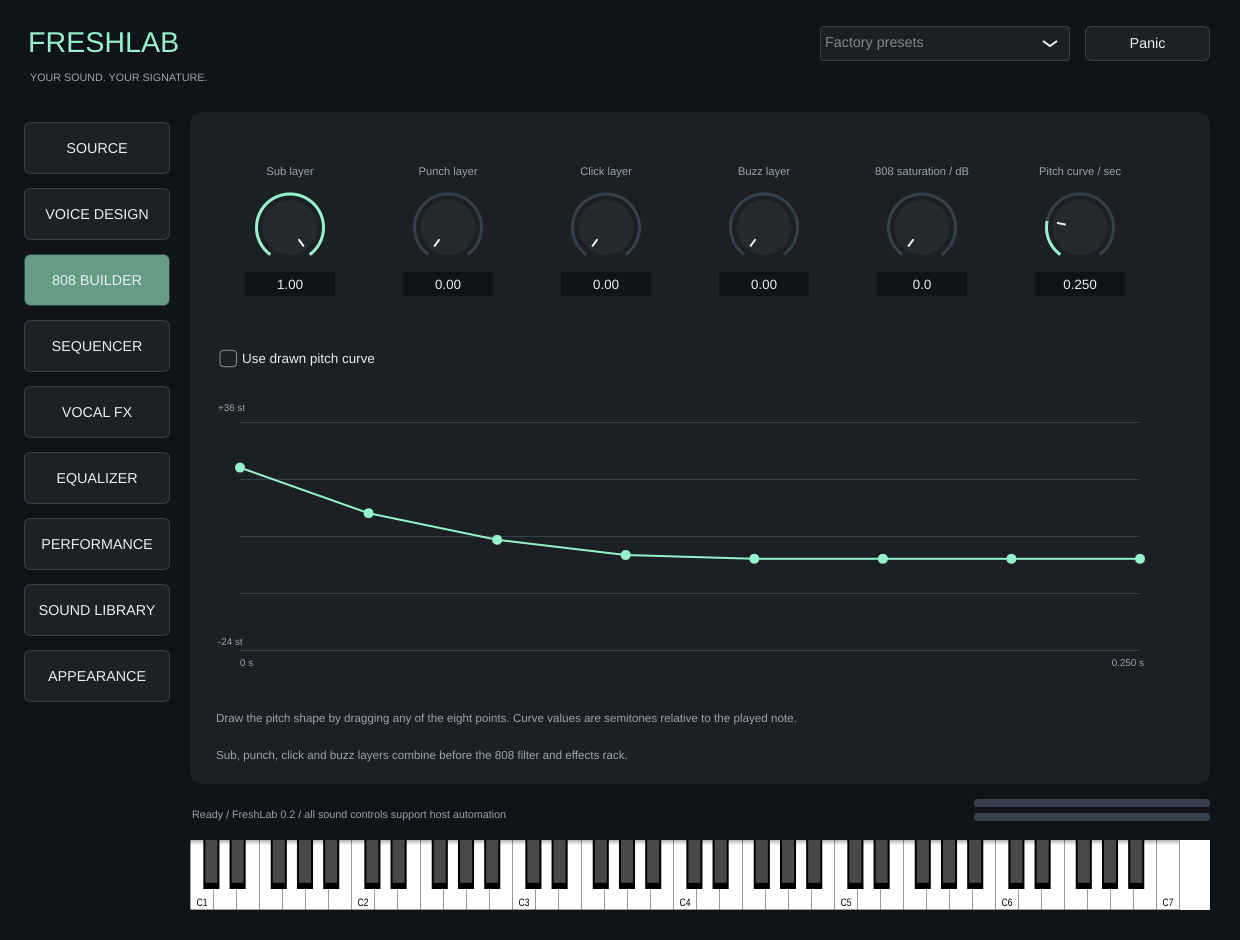 FRESHLAB
YOUR SOUND. YOUR SIGNATURE.
Factory presets
Panic
SOURCE
VOICE DESIGN
808 BUILDER
SEQUENCER
VOCAL FX
EQUALIZER
PERFORMANCE
SOUND LIBRARY
APPEARANCE
Sub layer
Punch layer
Click layer
Buzz layer
808 saturation / dB
Pitch curve / sec
1.00
0.00
0.00
0.00
0.0
0.250
Use drawn pitch curve
+36 st
-24 st
0 s
0.250 s
Draw the pitch shape by dragging any of the eight points. Curve values are semitones relative to the played note.
Sub, punch, click and buzz layers combine before the 808 filter and effects rack.
Ready / FreshLab 0.2 / all sound controls support host automation
C1
C2
C3
C4
C5
C6
C7